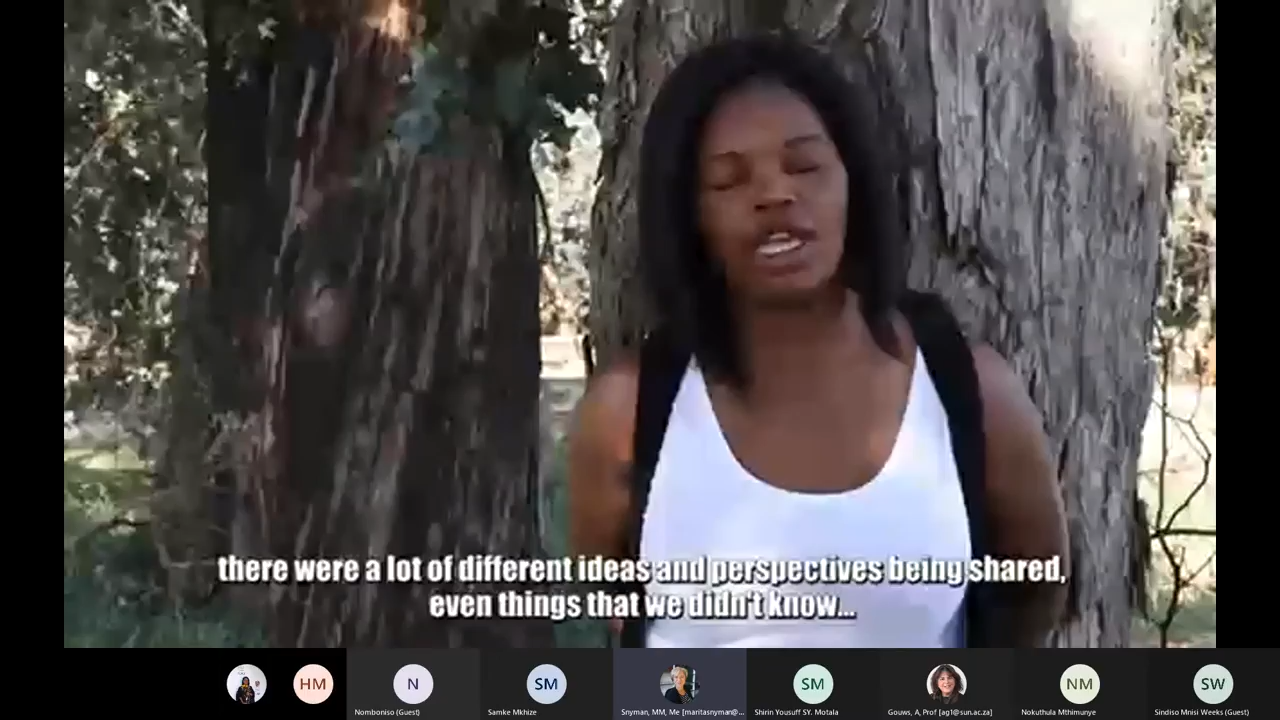 there were a lot of different ideas and perspectives being shared,
even things that we didn't know...
HM
N
SM
SM
NM
SW
Nomboniso (Guest)
Samke Mkhize
Snyman, MM, Me [maritasnyman@...
Shirin Yousuff SY. Motala
Gouws, A, Prof [ag1@sun.ac.za]
Nokuthula Mthimunye
Sindiso Mnisi Weeks (Guest)